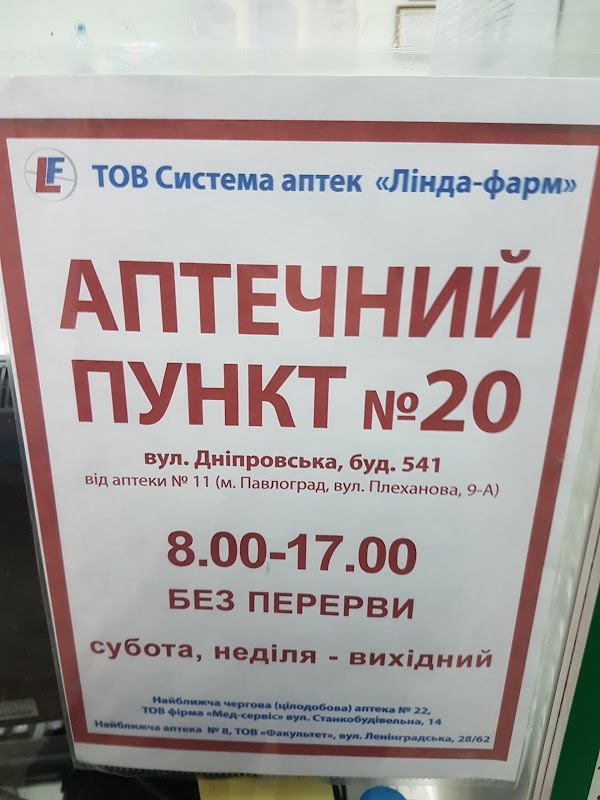 LF ТОВ Система аптек «Лінда-фарм»
АПТЕЧНИЙ
ПУНКТ №20
вул. Дніпровська, буд. 541
від аптеки № 11 (м. Павлоград, вул. Плеханова, 9-А)
8.00-17.00
БЕЗ ПЕРЕРВИ
субота, неділя - вихідний
Найближча чергова (цілодобова) аптека № 22,
ТОВ фірма «Мед-сервіс» вул. Станкобудівельна, 14
Найближча аптека № 8, ТОВ «Факультет», вул. Ленінградська, 28/62